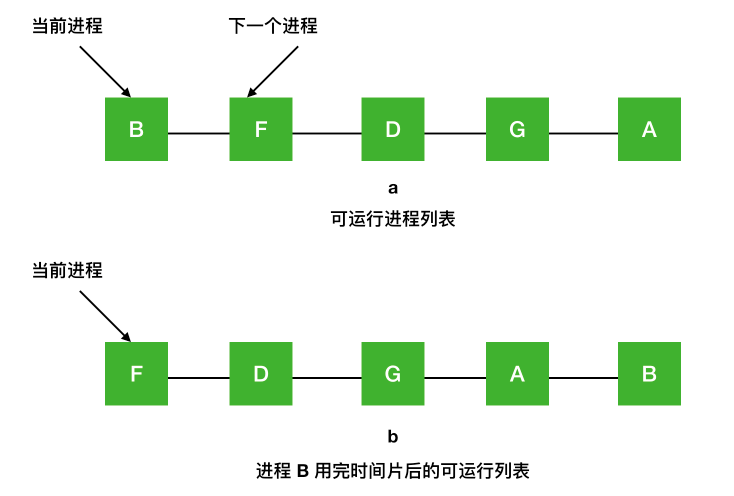 当前进程 下一个进程
B F D G A
a
可运行进程列表
当前进程
F D G A B
b
进程 B 用完时间片后的可运行列表